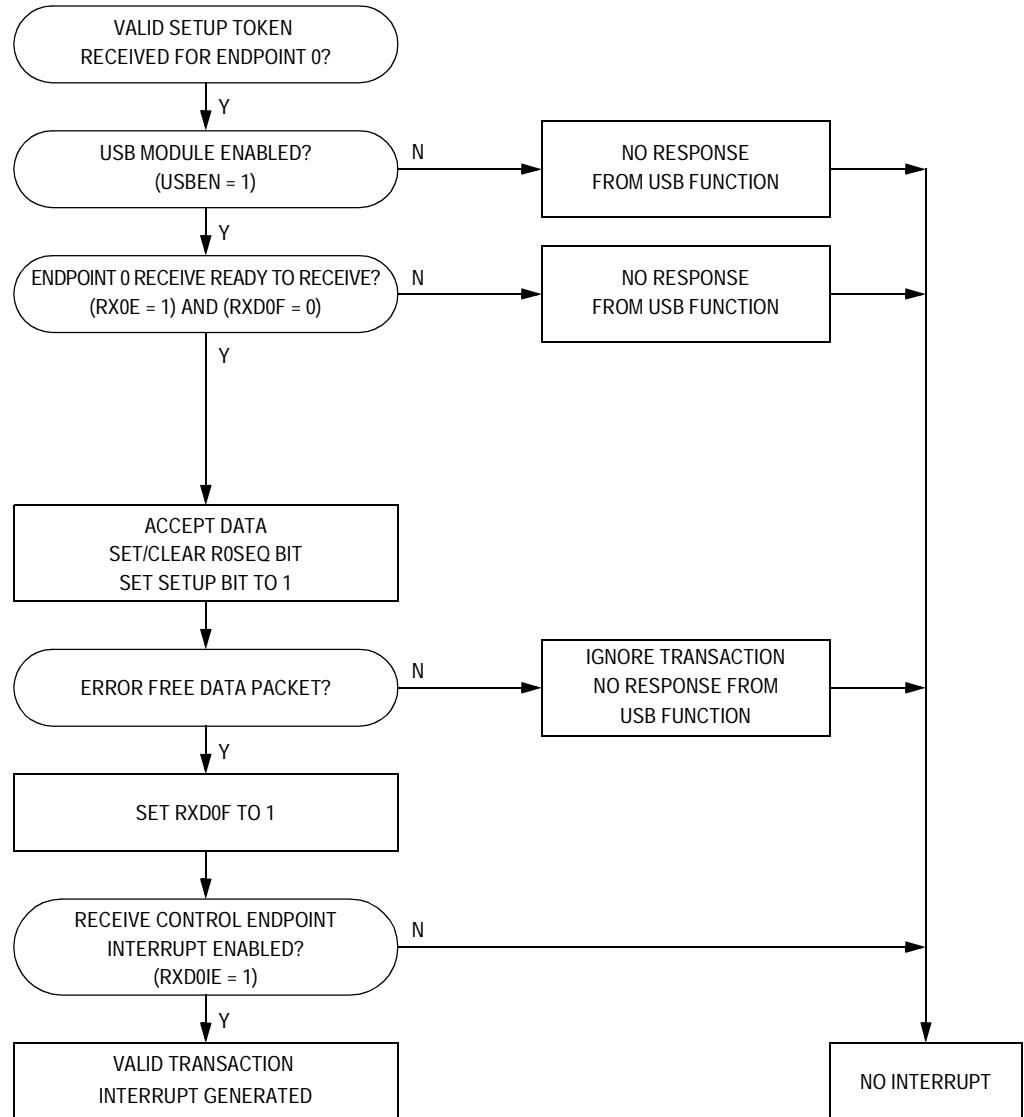 VALID SETUP TOKEN
RECEIVED FOR ENDPOINT 0?
Y
USB MODULE ENABLED?
(USBEN = 1)
N
NO RESPONSE
FROM USB FUNCTION
Y
ENDPOINT 0 RECEIVE READY TO RECEIVE?
(RX0E = 1) AND (RXD0F = 0)
N
NO RESPONSE
FROM USB FUNCTION
Y
ACCEPT DATA
SET/CLEAR R0SEQ BIT
SET SETUP BIT TO 1
ERROR FREE DATA PACKET?
N
IGNORE TRANSACTION
NO RESPONSE FROM
USB FUNCTION
Y
SET RXD0F TO 1
RECEIVE CONTROL ENDPOINT
INTERRUPT ENABLED?
(RXD0IE = 1)
N
Y
VALID TRANSACTION
INTERRUPT GENERATED
NO INTERRUPT